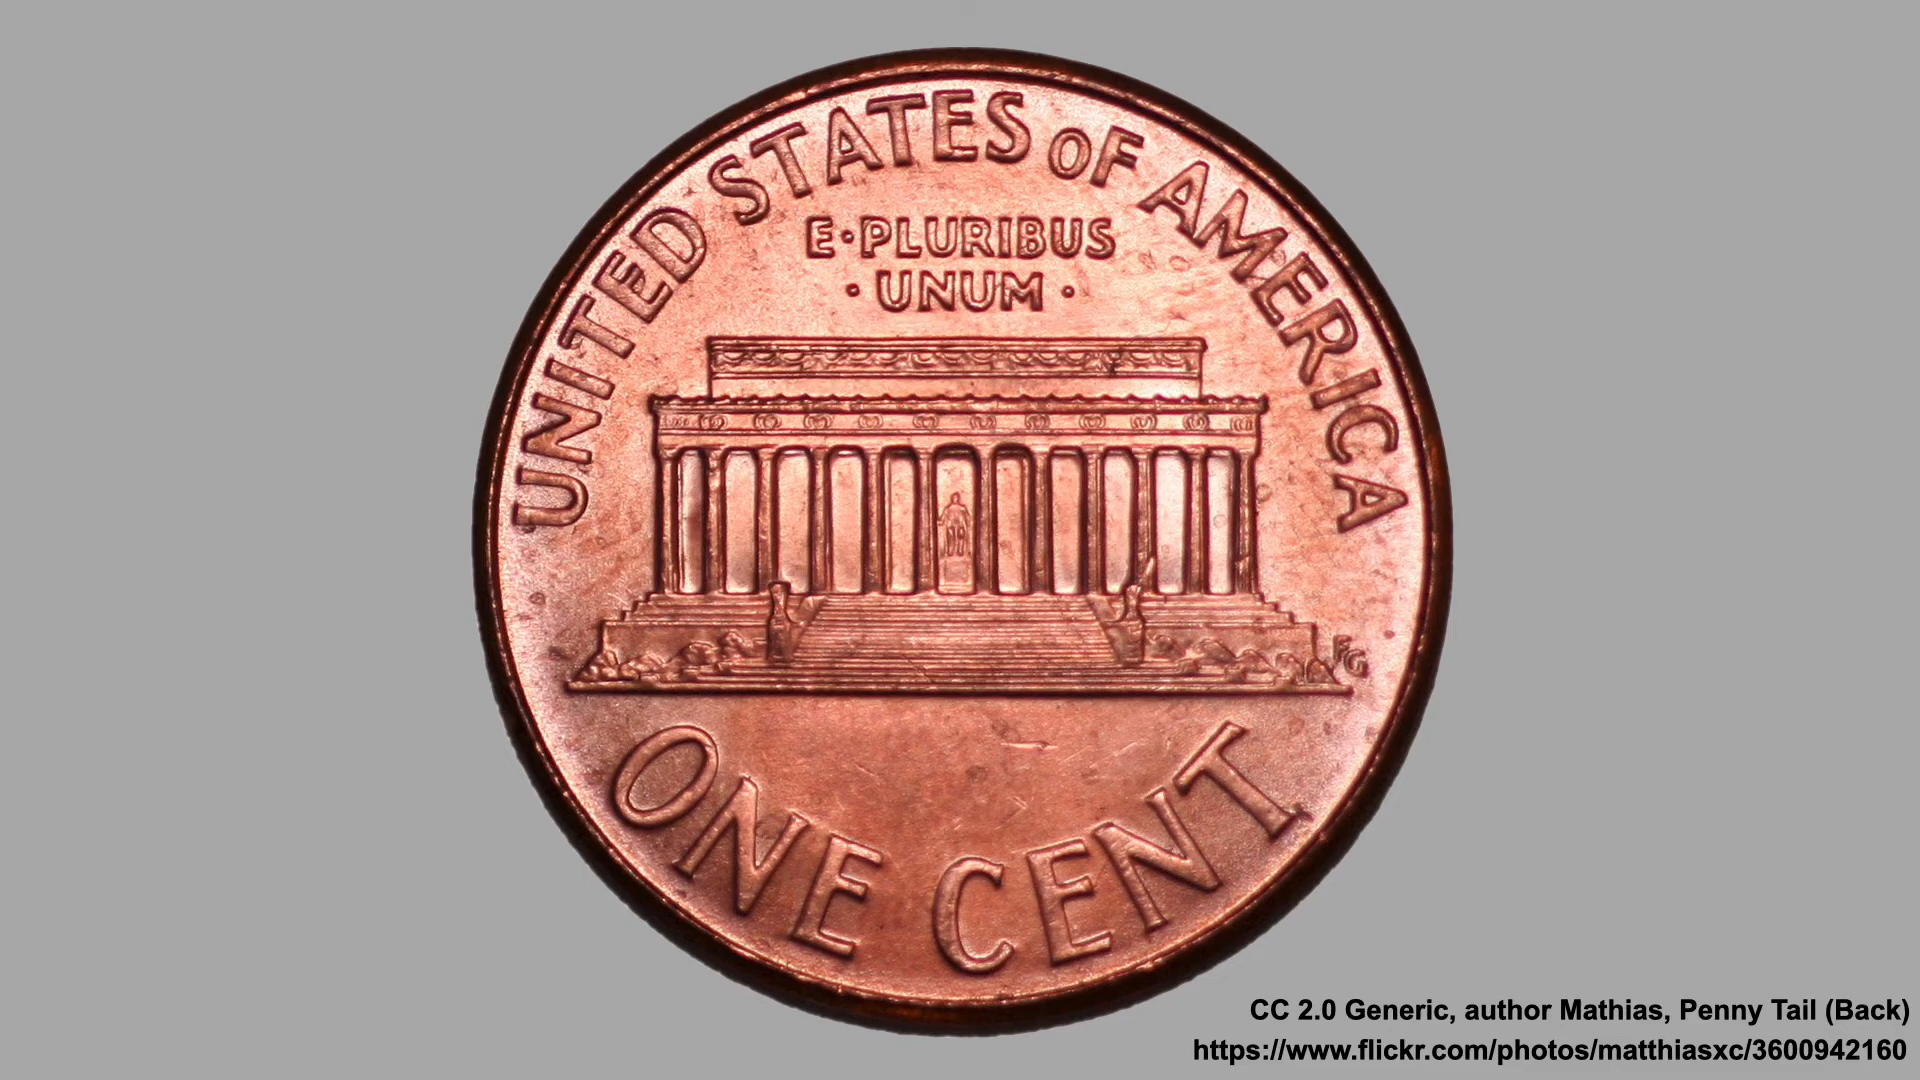 UNITED STATES OF AMERICA
E·PLURIBUS
·UNUM·
FG
ONE CENT
CC 2.0 Generic, author Mathias, Penny Tail (Back)
https://www.flickr.com/photos/matthiasxc/3600942160